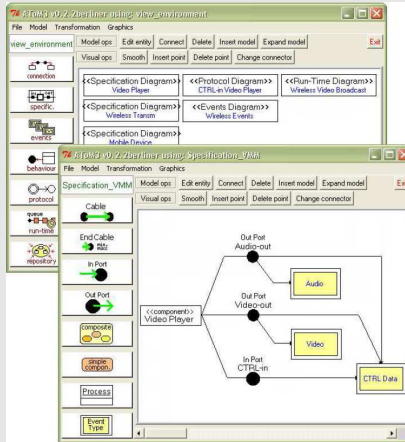 AToM3 v0.2.2berliner using: view_environment
File Model Transformation Graphics
view_environment
Model ops Edit entity Connect Delete Insert model Expand model Exit
Visual ops Smooth Insert point Delete point Change connector
connection
specific.
events
behaviour
protocol
queue
run-time
repository
<<Specification Diagram>>
Video Player
<<Protocol Diagram>>
CTRL-in Video Player
<<Run-Time Diagram>>
Wireless Video Broadcast
<<Specification Diagram>>
Wireless Transm
<<Events Diagram>>
Wireless Events
<<Specification Diagram>>
Mobile Device
AToM3 v0.2.2berliner using: Specification_VMM
File Model Transformation Graphics
Specification_VMM
Model ops Edit entity Connect Delete Insert model Expand model
Visual ops Smooth Insert point Delete point Change connector
Cable
End Cable
In Port
Out Port
composite
simple
compon.
Process
Event
Type
Out Port
Audio-out
Audio
<<component>>
Video Player
Out Port
Video-out
Video
In Port
CTRL-in
CTRL Data